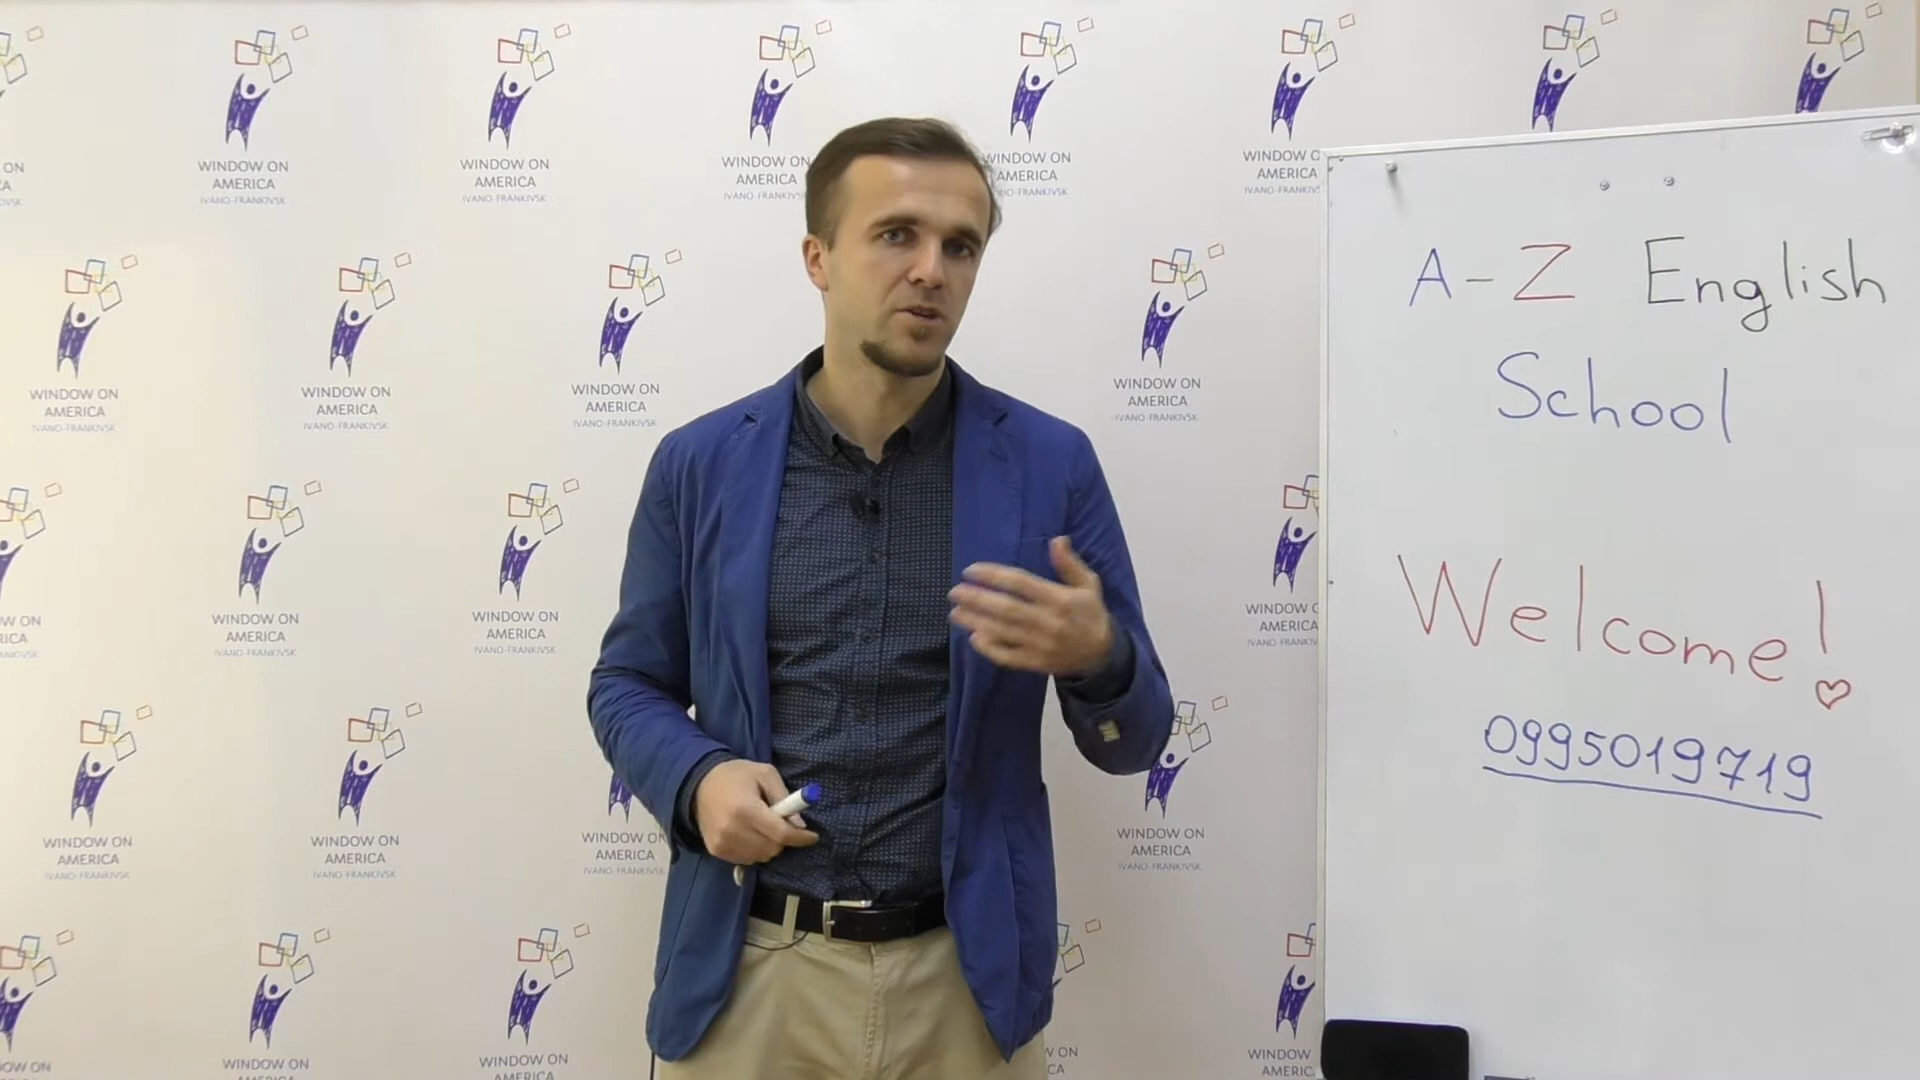 WINDOW ON
AMERICA
IVANO-FRANKIVSK
A-Z English
School
Welcome!
0995019719